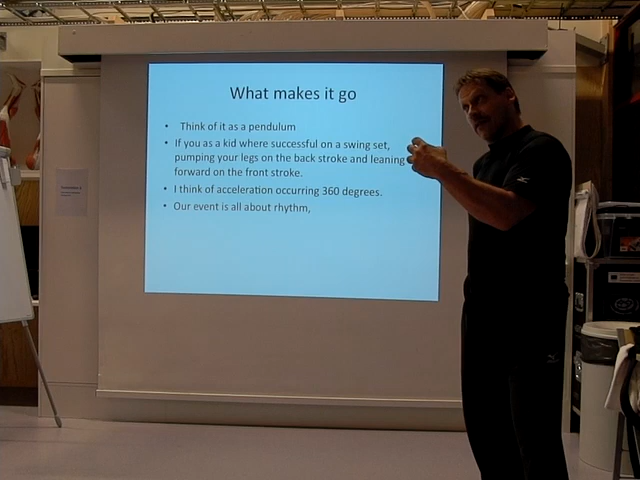 What makes it go
• Think of it as a pendulum
• If you as a kid where successful on a swing set,
pumping your legs on the back stroke and leaning
forward on the front stroke.
• I think of acceleration occurring 360 degrees.
• Our event is all about rhythm,